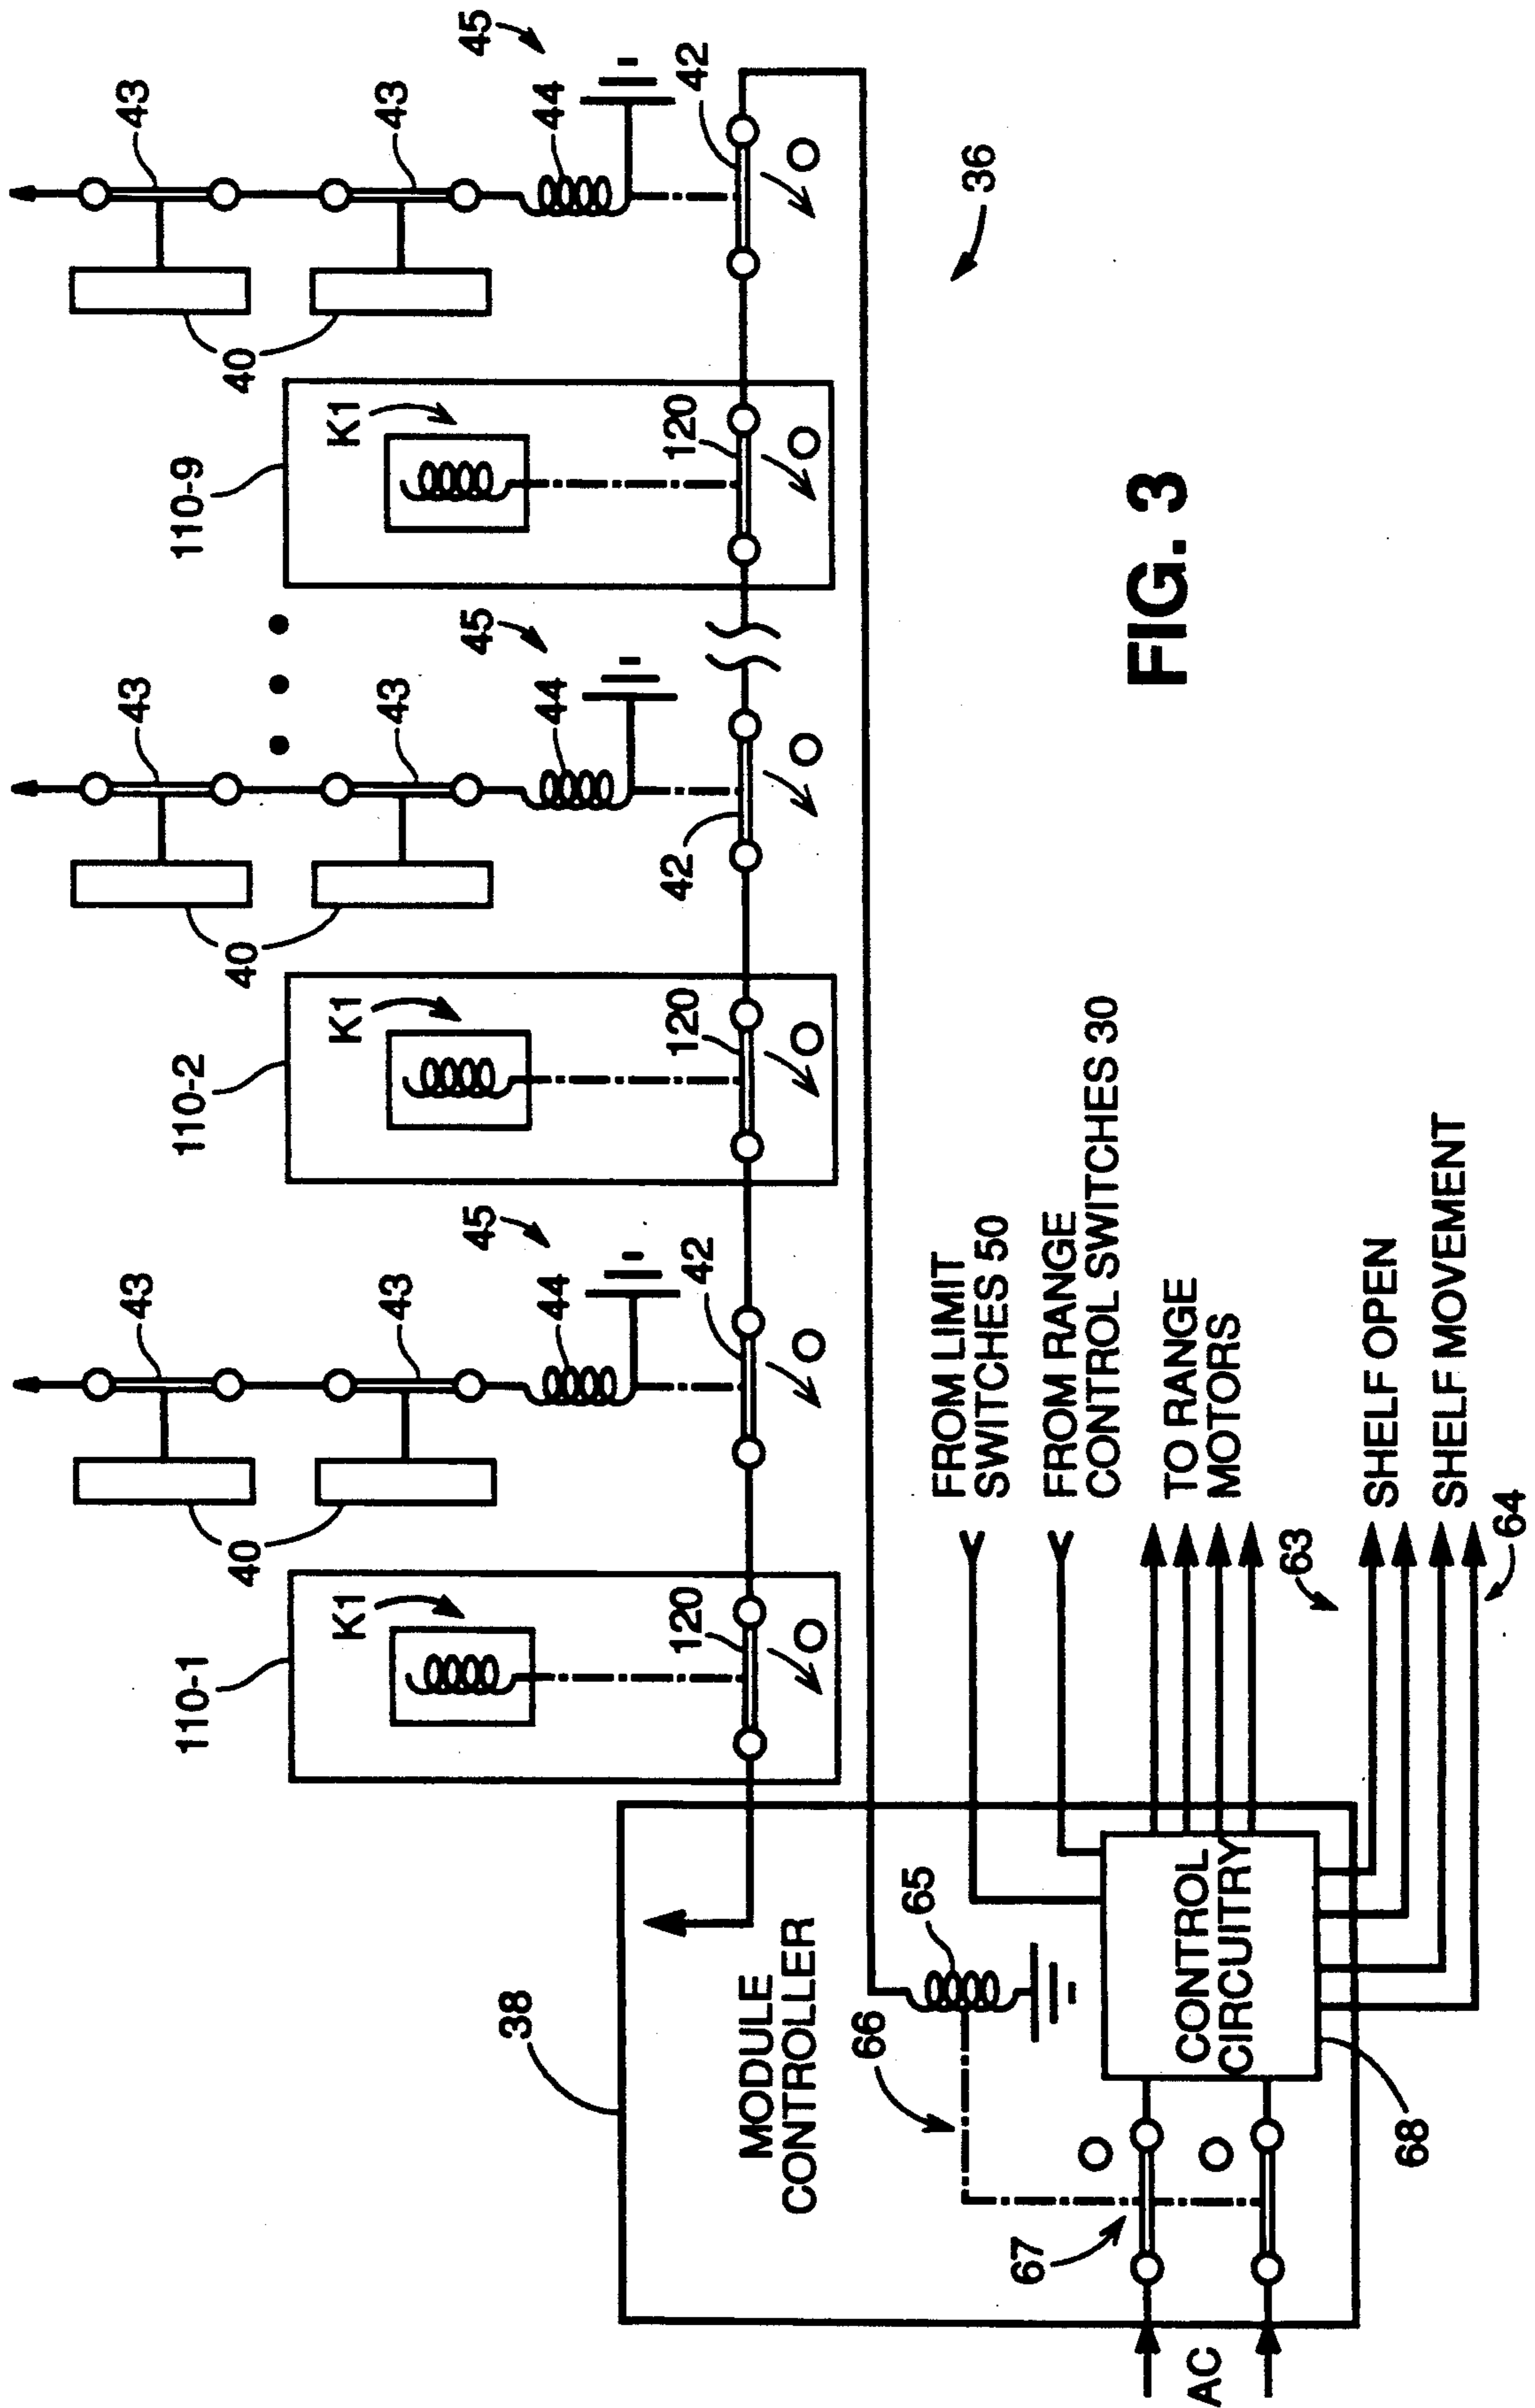 43
43
43
45
45
45
43
43
43
44
44
44
42
42
42
40
40
40
110-1
110-2
110-9
K1
K1
K1
120
120
120
38
MODULE
CONTROLLER
36
66
65
FROM LIMIT
SWITCHES 50
FROM RANGE
CONTROL SWITCHES 30
TO RANGE
MOTORS
67
CONTROL
CIRCUITRY
63
SHELF OPEN
SHELF MOVEMENT
64
AC
68
FIG. 3